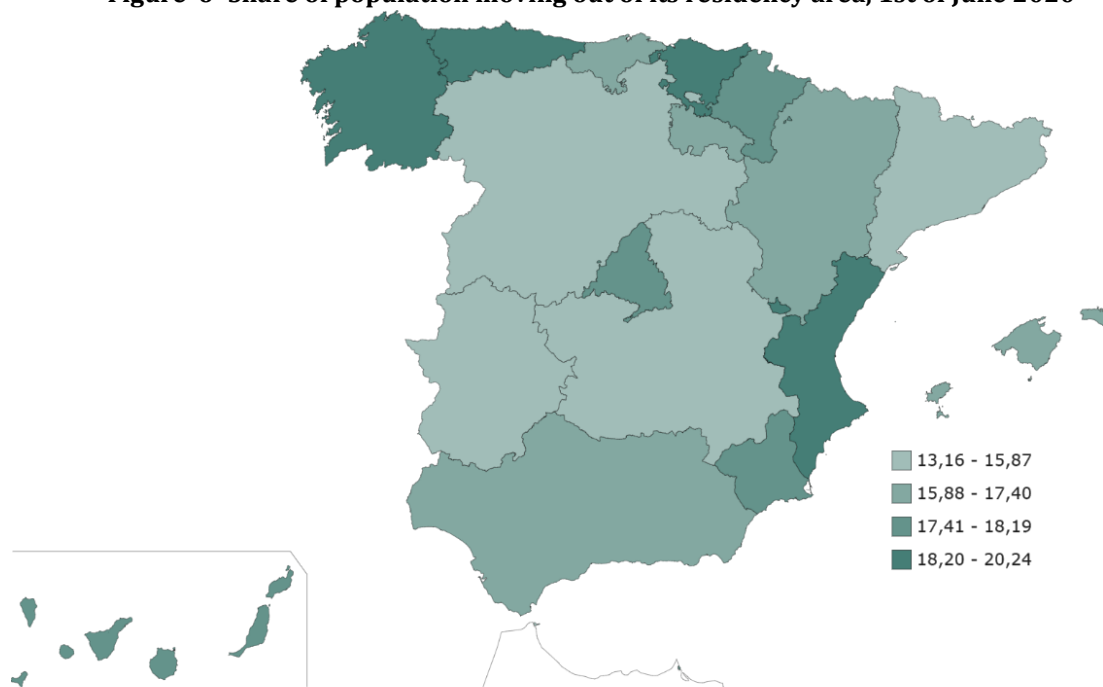 Figure 6- Share of population moving out of its residency area, 1st of June 2020
13,16 - 15,87
15,88 - 17,40
17,41 - 18,19
18,20 - 20,24